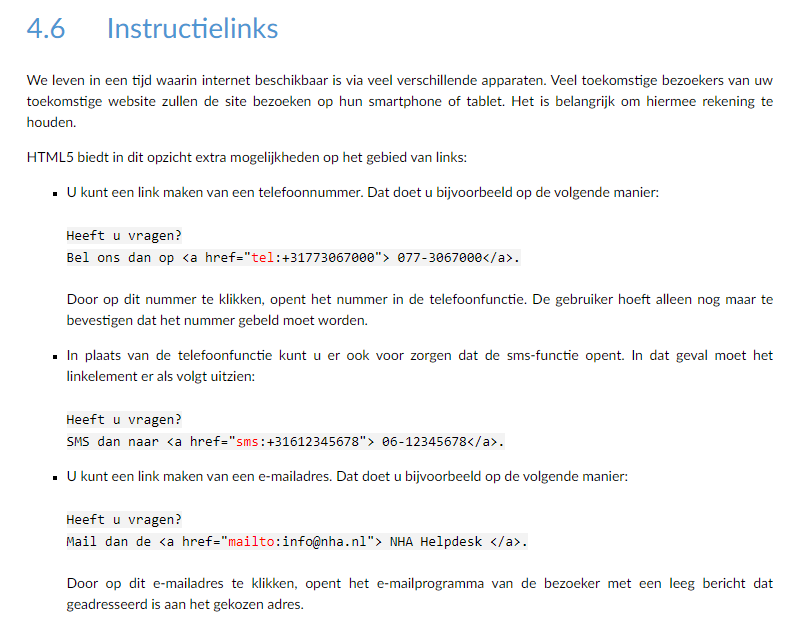 4.6 Instructielinks
We leven in een tijd waarin internet beschikbaar is via veel verschillende apparaten. Veel toekomstige bezoekers van uw
toekomstige website zullen de site bezoeken op hun smartphone of tablet. Het is belangrijk om hiermee rekening te
houden.
HTML5 biedt in dit opzicht extra mogelijkheden op het gebied van links:
▪ U kunt een link maken van een telefoonnummer. Dat doet u bijvoorbeeld op de volgende manier:
Heeft u vragen?
Bel ons dan op <a href="tel:+31773067000"> 077-3067000</a>.
Door op dit nummer te klikken, opent het nummer in de telefoonfunctie. De gebruiker hoeft alleen nog maar te
bevestigen dat het nummer gebeld moet worden.
▪ In plaats van de telefoonfunctie kunt u er ook voor zorgen dat de sms-functie opent. In dat geval moet het
linkelement er als volgt uitzien:
Heeft u vragen?
SMS dan naar <a href="sms:+31612345678"> 06-12345678</a>.
▪ U kunt een link maken van een e-mailadres. Dat doet u bijvoorbeeld op de volgende manier:
Heeft u vragen?
Mail dan de <a href="mailto:info@nha.nl"> NHA Helpdesk </a>.
Door op dit e-mailadres te klikken, opent het e-mailprogramma van de bezoeker met een leeg bericht dat
geadresseerd is aan het gekozen adres.